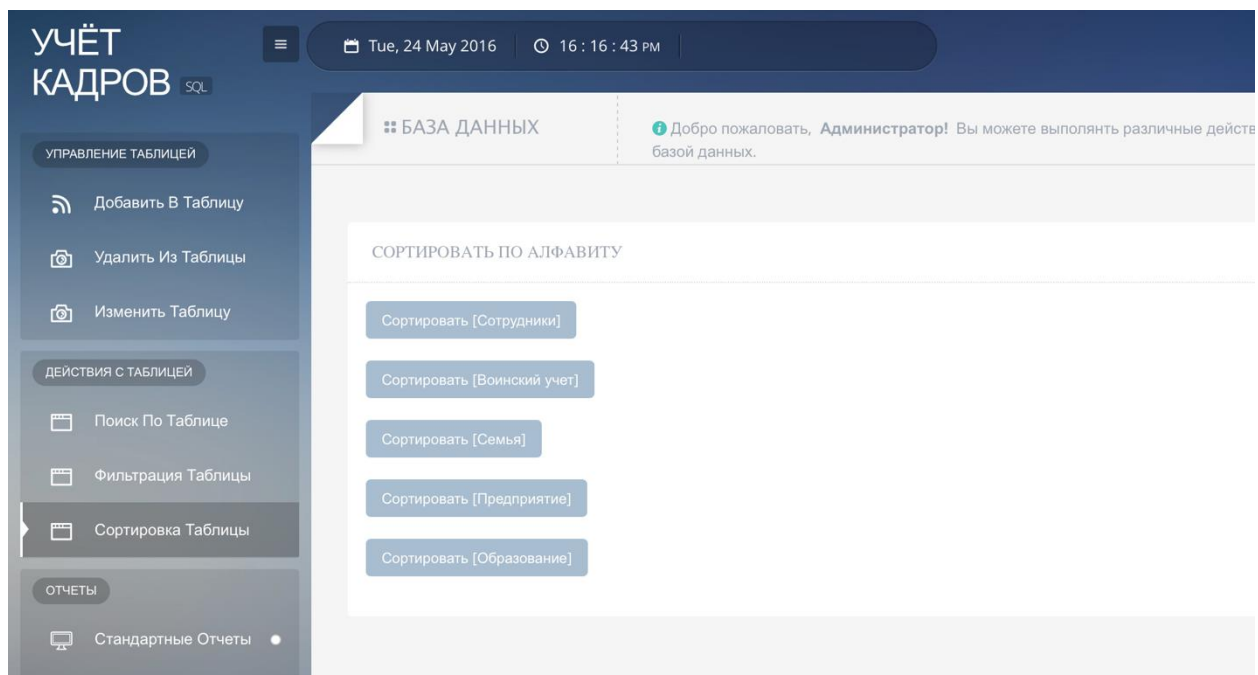 УЧЁТ
КАДРОВ SQL
Tue, 24 May 2016 16 : 16 : 43 PM
БАЗА ДАННЫХ
Добро пожаловать, Администратор! Вы можете выполянть различные
базой данных.
УПРАВЛЕНИЕ ТАБЛИЦЕЙ
Добавить В Таблицу
Удалить Из Таблицы
Изменить Таблицу
ДЕЙСТВИЯ С ТАБЛИЦЕЙ
Поиск По Таблице
Фильтрация Таблицы
Сортировка Таблицы
ОТЧЕТЫ
Стандартные Отчеты
СОРТИРОВАТЬ ПО АЛФАВИТУ
Сортировать [Сотрудники]
Сортировать [Воинский учет]
Сортировать [Семья]
Сортировать [Предприятие]
Сортировать [Образование]